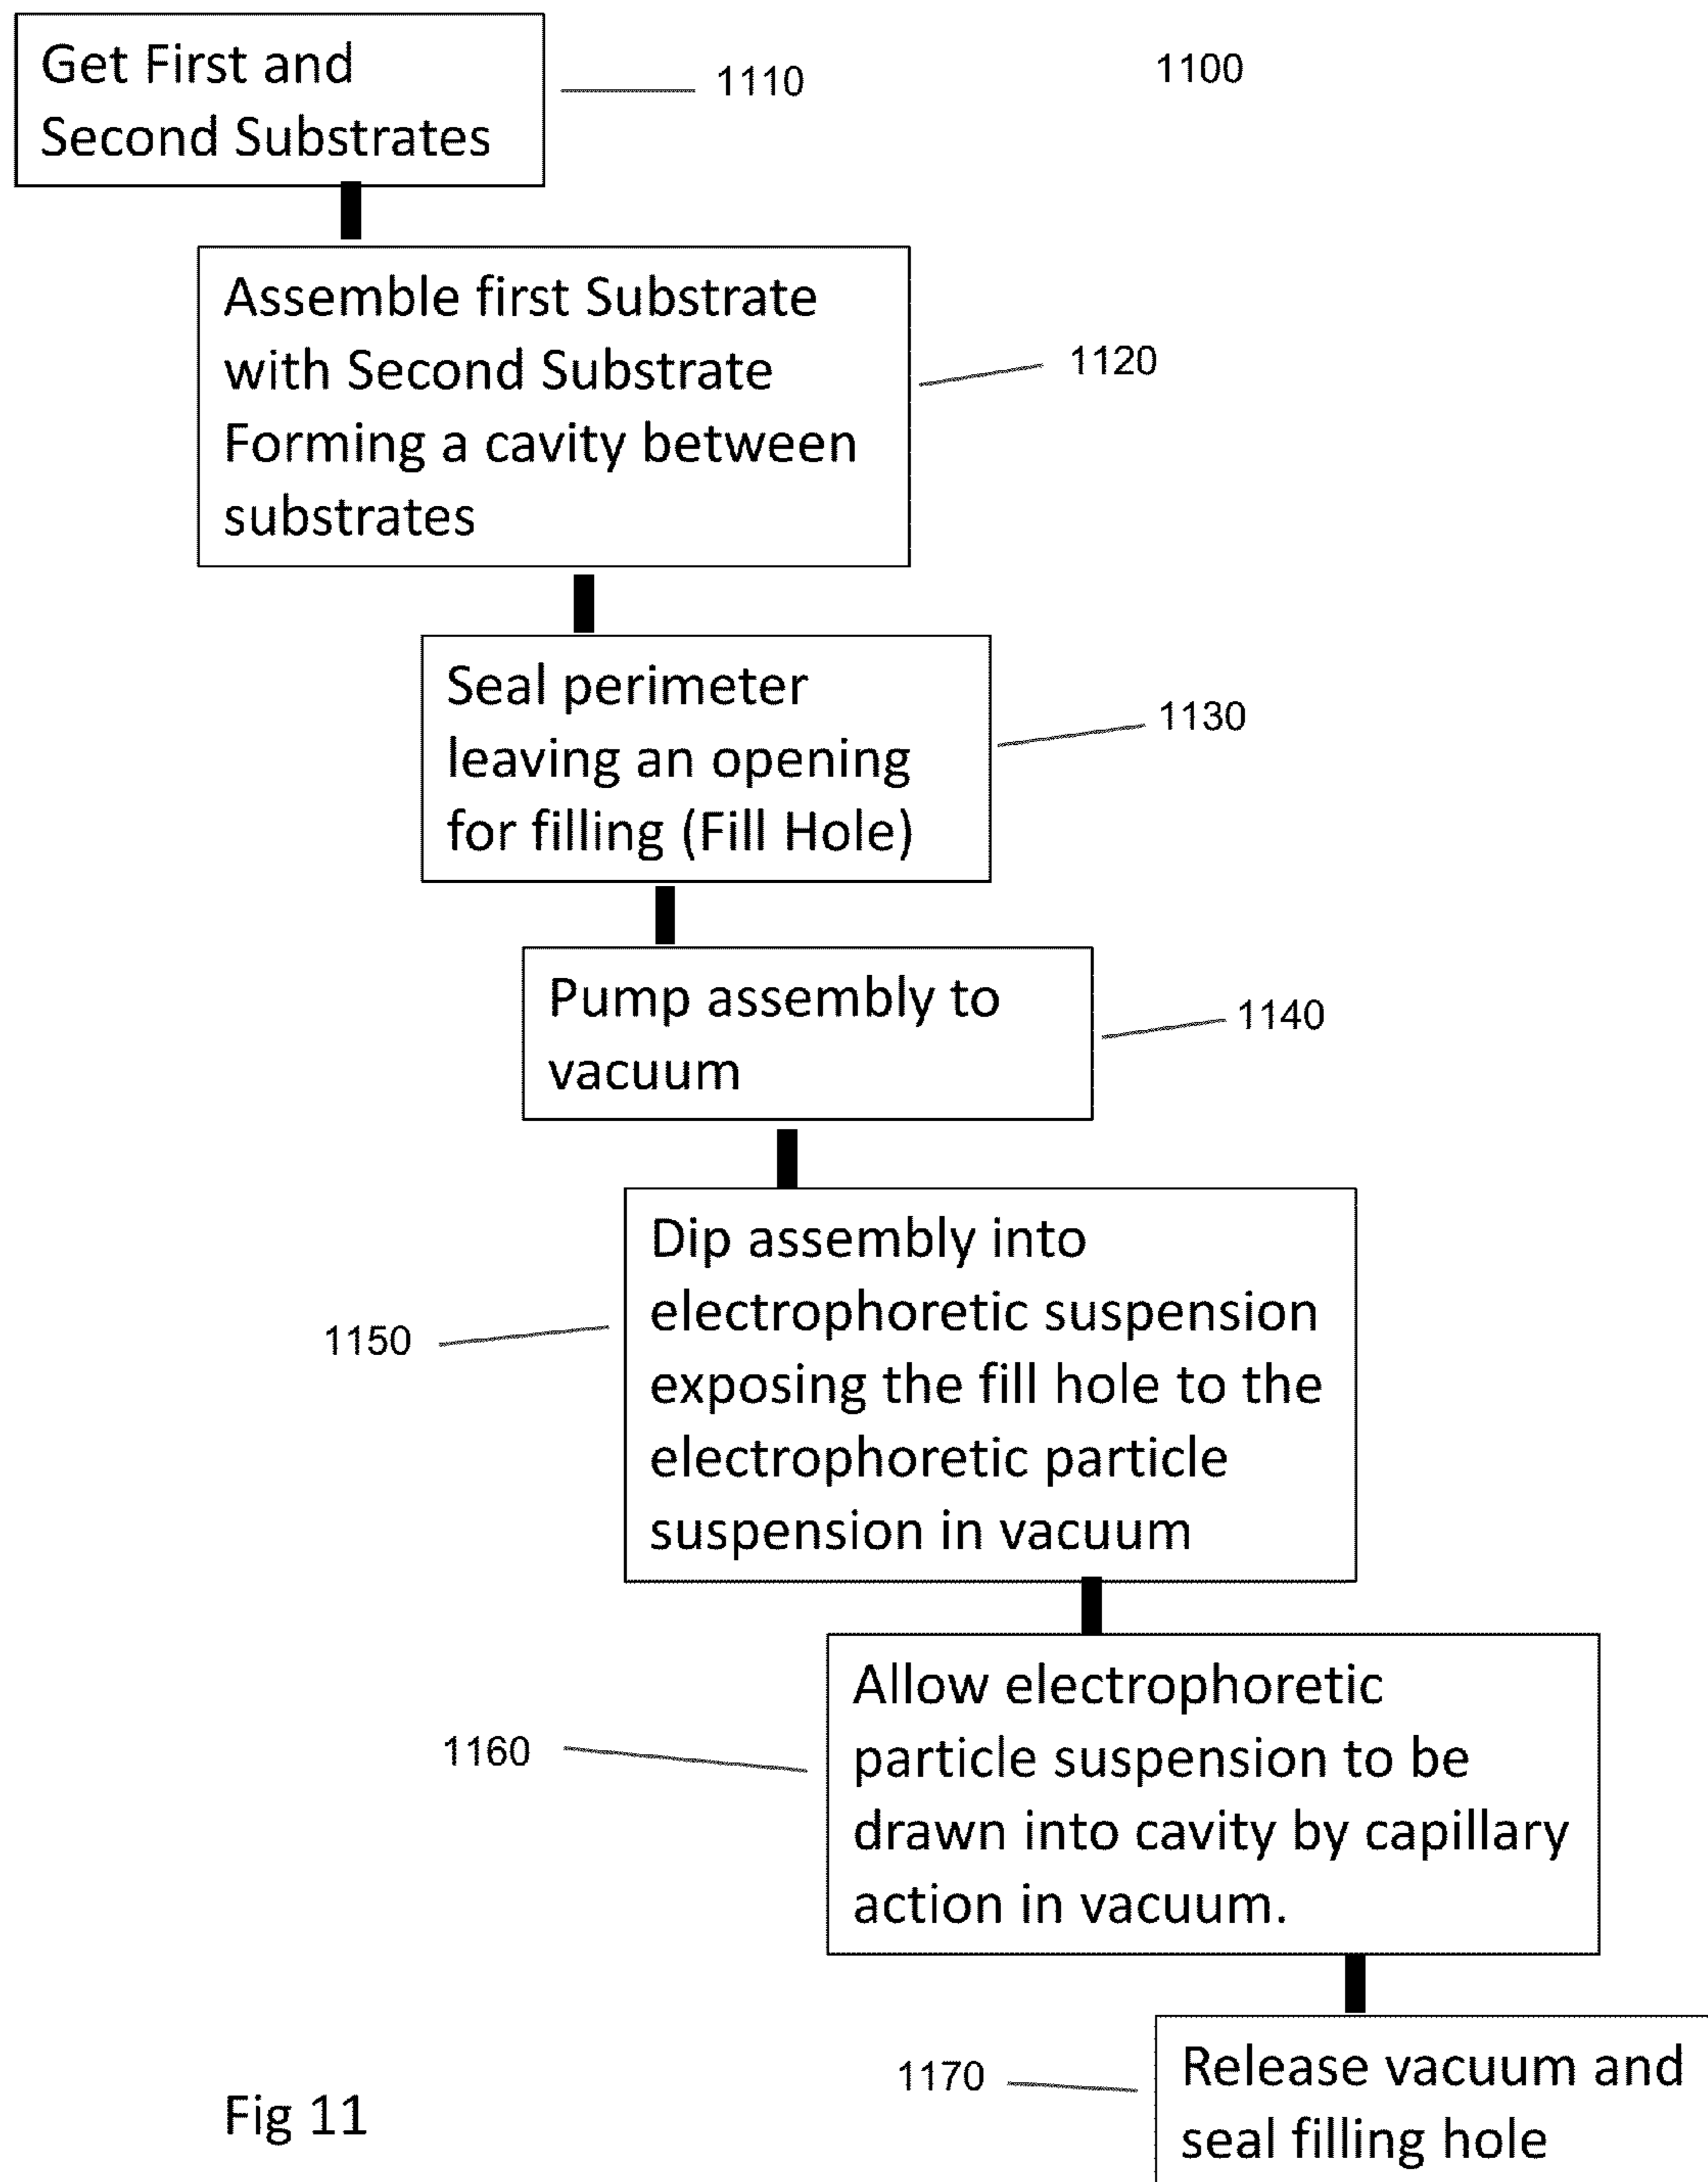 Get First and
Second Substrates
1110
1100
Assemble first Substrate
with Second Substrate
Forming a cavity between
substrates
1120
Seal perimeter
leaving an opening
for filling (Fill Hole)
1130
Pump assembly to
vacuum
1140
Dip assembly into
electrophoretic suspension
exposing the fill hole to the
electrophoretic particle
suspension in vacuum
1150
Allow electrophoretic
particle suspension to be
drawn into cavity by capillary
action in vacuum.
1160
Release vacuum and
seal filling hole
1170
Fig 11